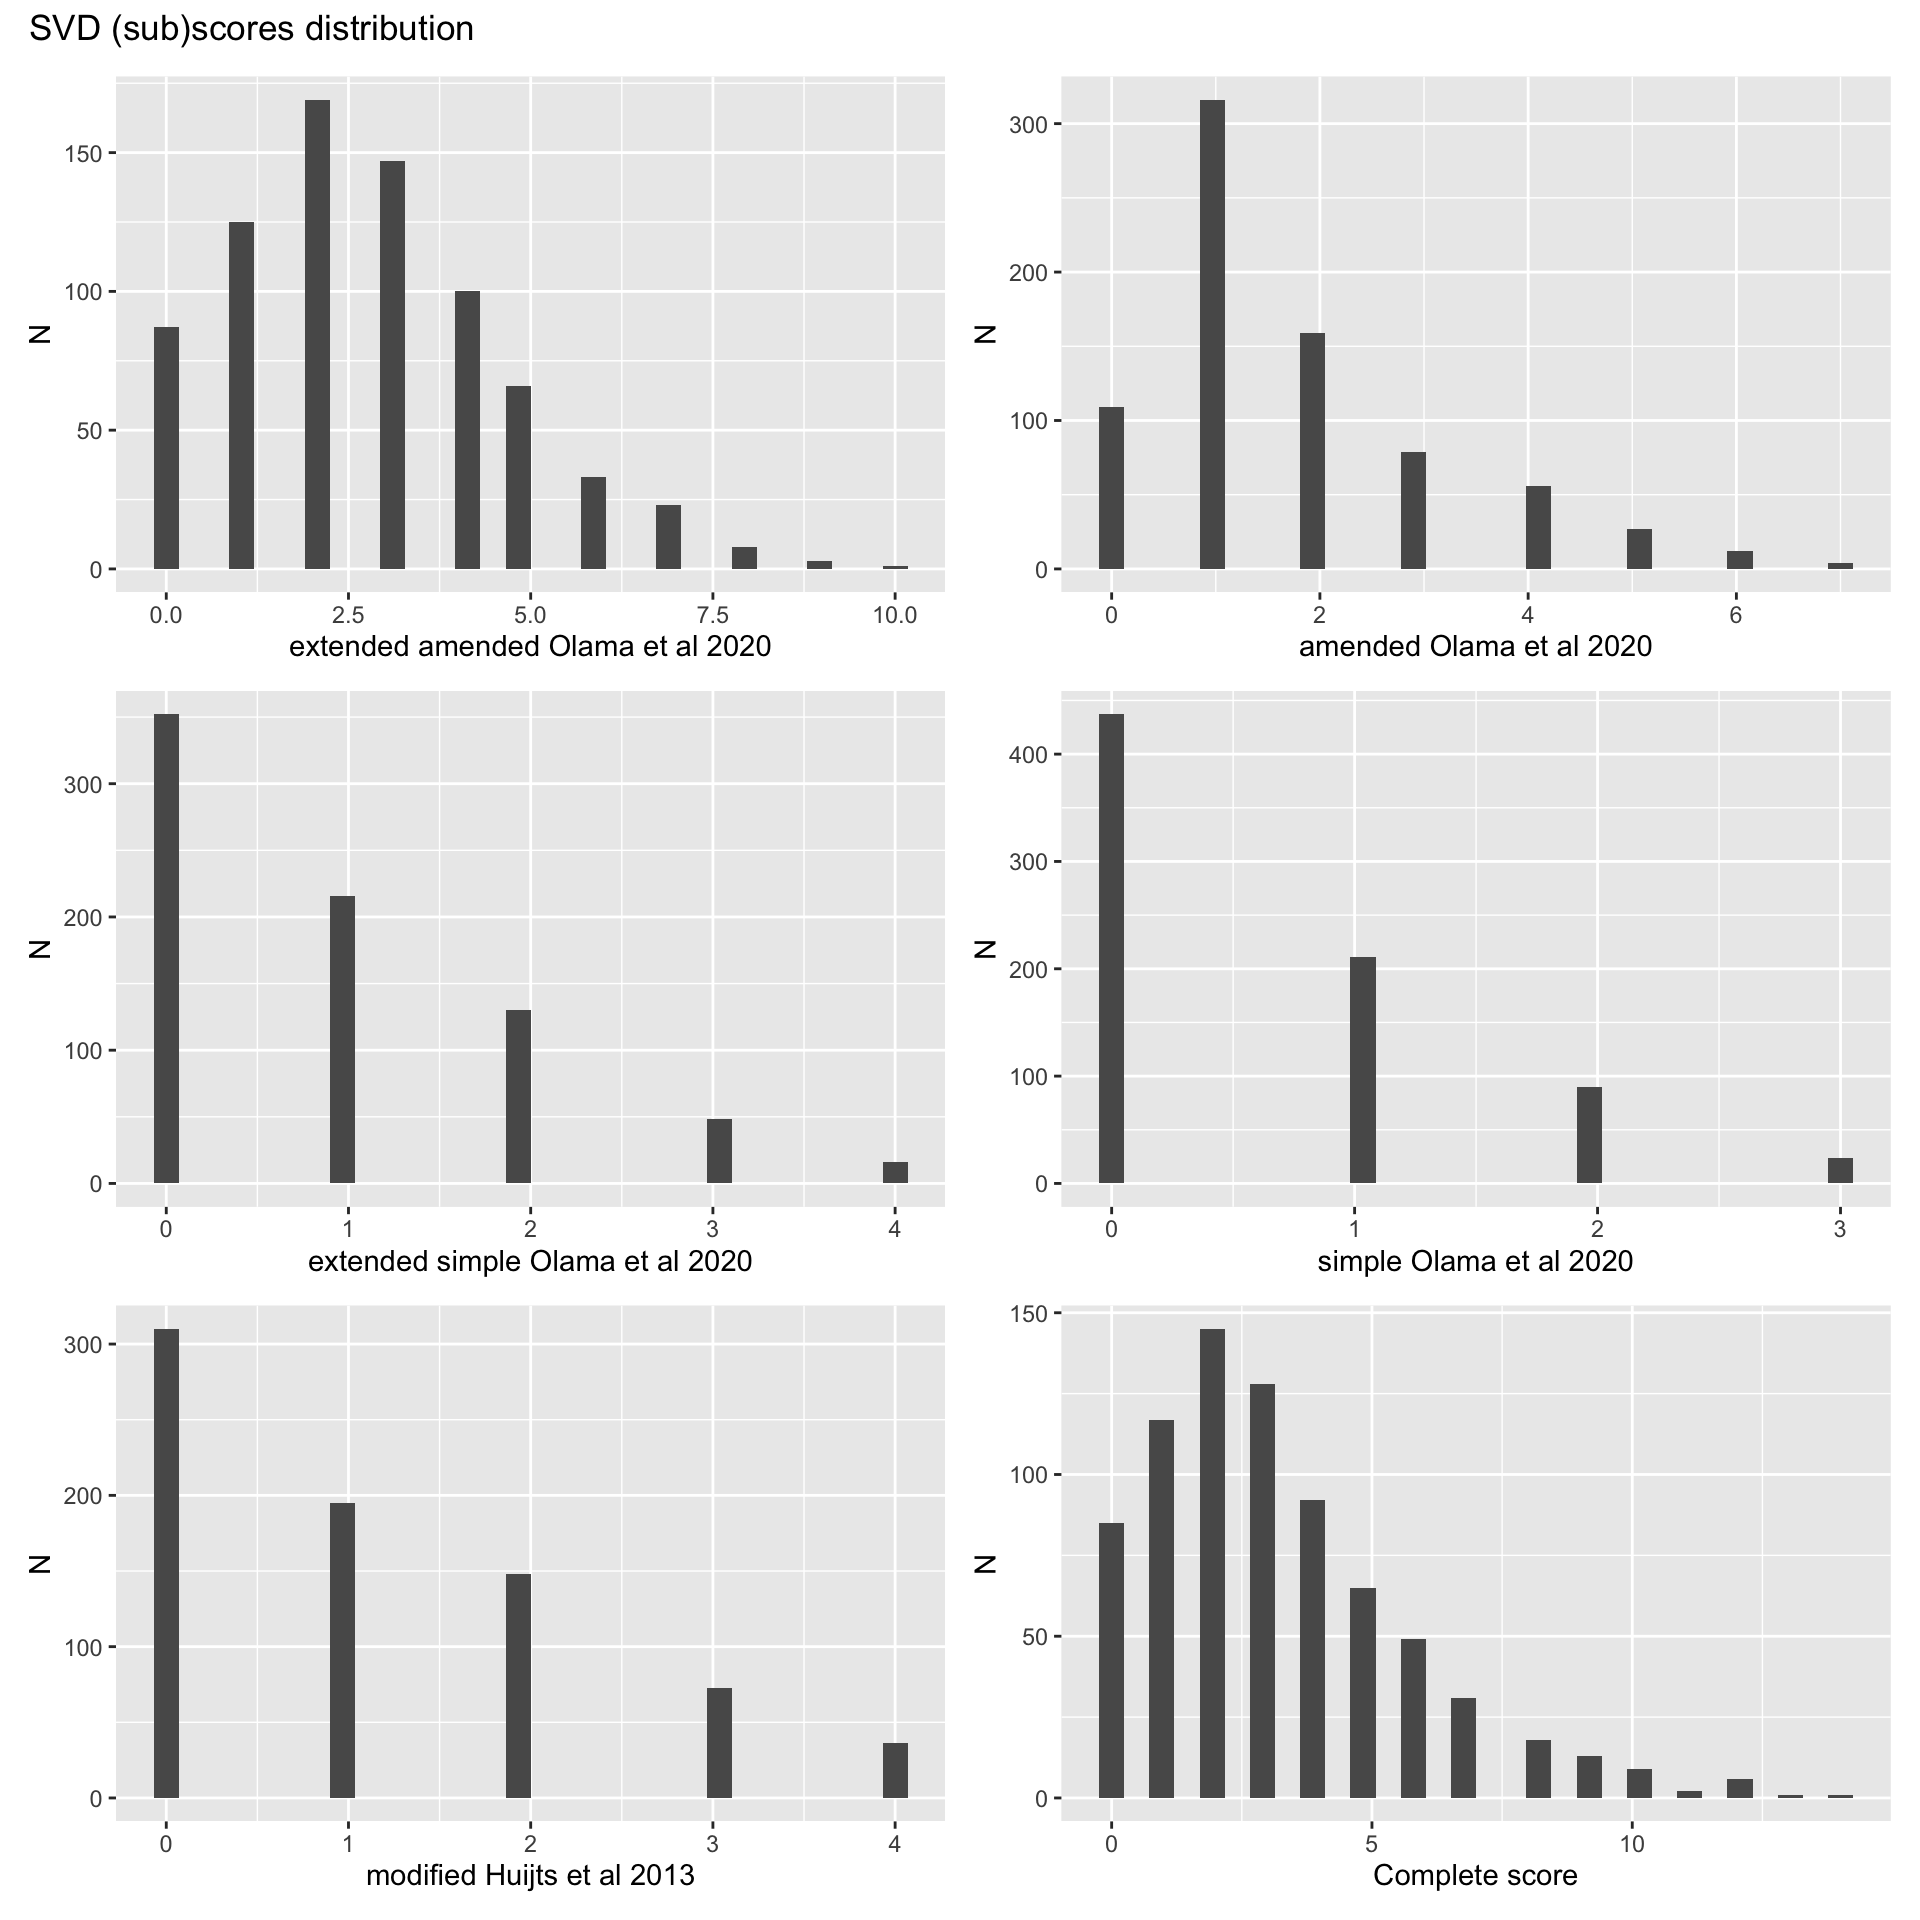 SVD (sub)scores distribution
N
150
100
50
0
0.0 2.5 5.0 7.5 10.0
extended amended Olama et al 2020
N
300
200
100
0
0 2 4 6
amended Olama et al 2020
N
300
200
100
0
0 1 2 3 4
extended simple Olama et al 2020
N
400
300
200
100
0
0 1 2 3
simple Olama et al 2020
N
300
200
100
0
0 1 2 3 4
modified Huijts et al 2013
N
150
100
50
0
0 5 10
Complete score